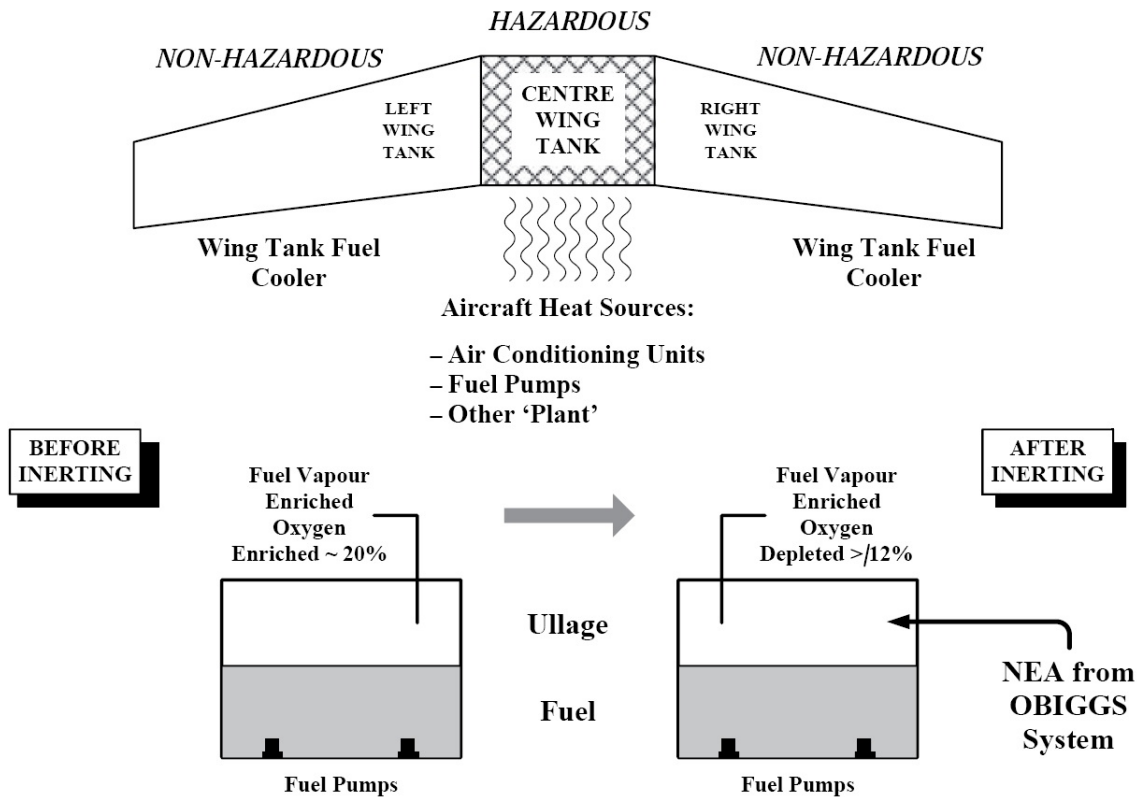 HAZARDOUS
NON-HAZARDOUS
NON-HAZARDOUS
LEFT
WING
TANK
CENTRE
WING
TANK
RIGHT
WING
TANK
Wing Tank Fuel
Cooler
Wing Tank Fuel
Cooler
Aircraft Heat Sources:
– Air Conditioning Units
– Fuel Pumps
– Other ‘Plant’
BEFORE
INERTING
AFTER
INERTING
Fuel Vapour
Enriched
Oxygen
Enriched ~ 20%
Fuel Vapour
Enriched
Oxygen
Depleted >/12%
Ullage
Fuel
NEA from
OBIGGS
System
Fuel Pumps
Fuel Pumps